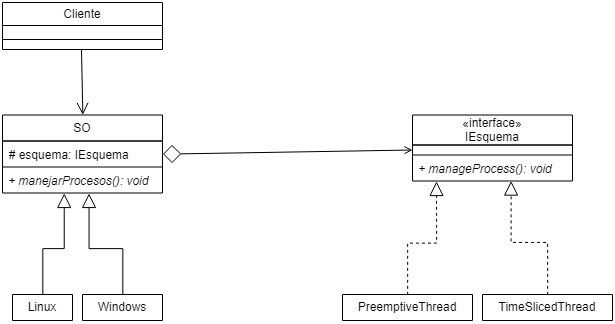 Cliente
SO
# esquema: IEsquema
+ manejarProcesos(): void
«interface»
IEsquema
+ manageProcess(): void
Linux
Windows
PreemptiveThread
TimeSlicedThread